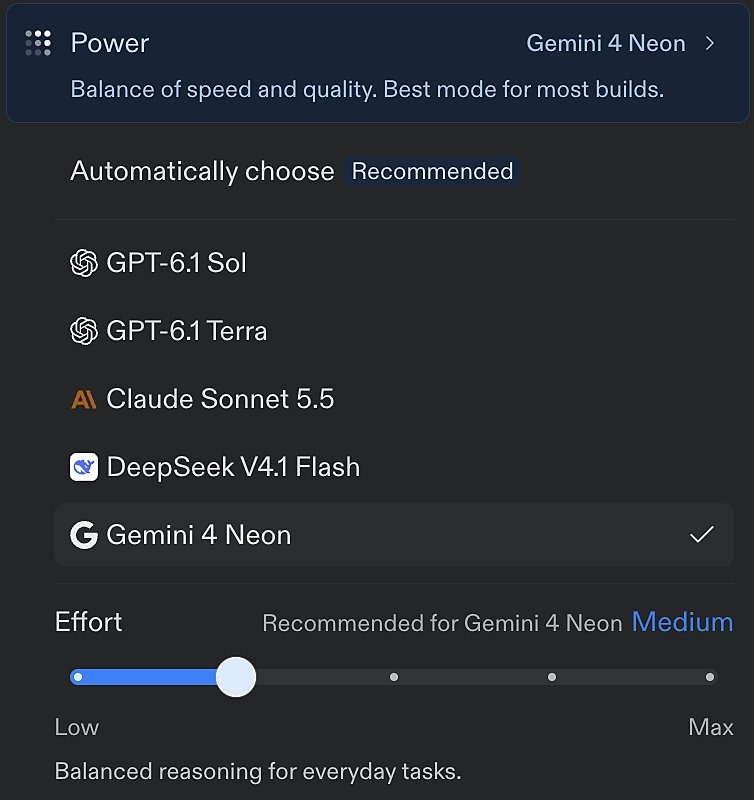 Power
Gemini 4 Neon
Balance of speed and quality. Best mode for most builds.
Automatically choose Recommended
GPT-6.1 Sol
GPT-6.1 Terra
Claude Sonnet 5.5
DeepSeek V4.1 Flash
Gemini 4 Neon
Effort
Recommended for Gemini 4 Neon Medium
Low
Max
Balanced reasoning for everyday tasks.